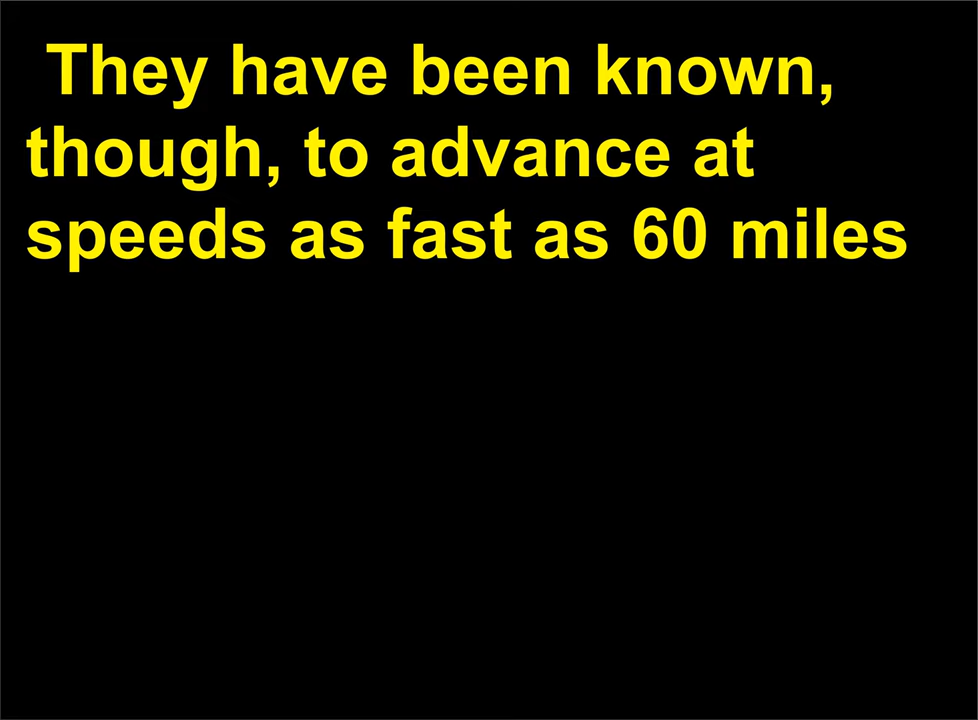 They have been known,
though, to advance at
speeds as fast as 60 miles